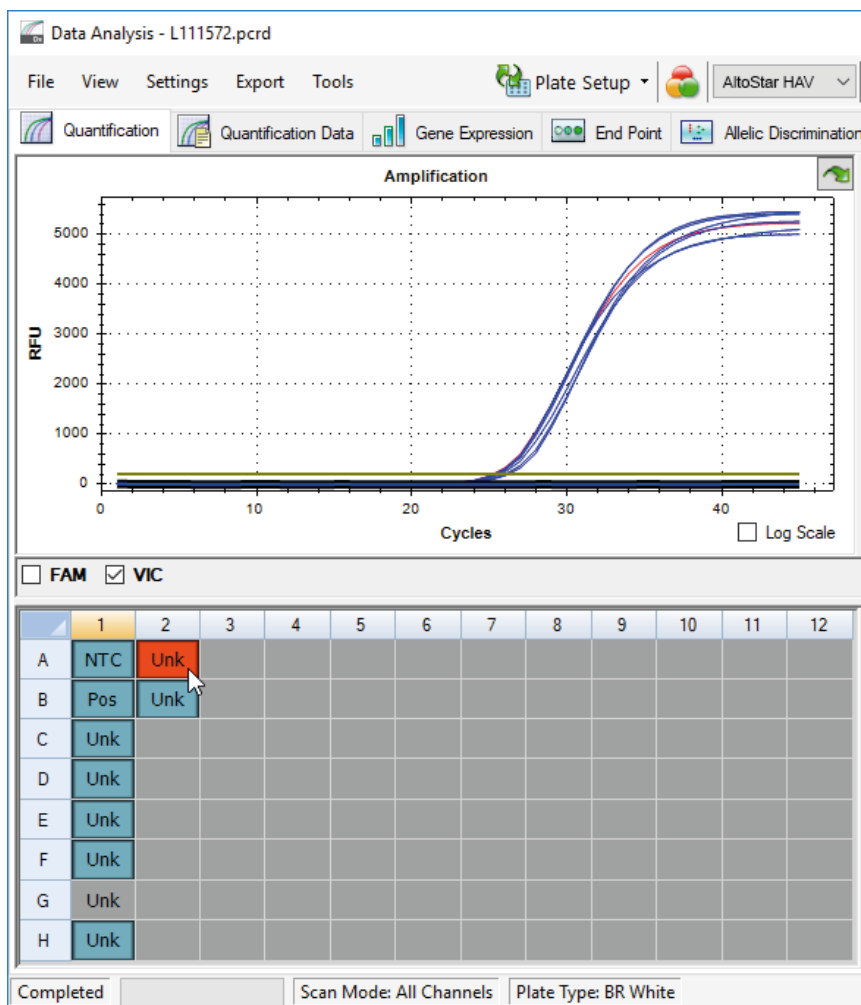 Data Analysis - L111572.pcrd
File View Settings Export Tools Plate Setup AltoStar HAV
Quantification Quantification Data Gene Expression End Point Allelic Discrimination
Amplification
5000
4000
3000
2000
1000
0
RFU
0 10 20 30 40
Cycles
Log Scale
FAM VIC
1 2 3 4 5 6 7 8 9 10 11 12
A NTC Unk
B Pos Unk
C Unk
D Unk
E Unk
F Unk
G Unk
H Unk
Completed Scan Mode: All Channels Plate Type: BR White